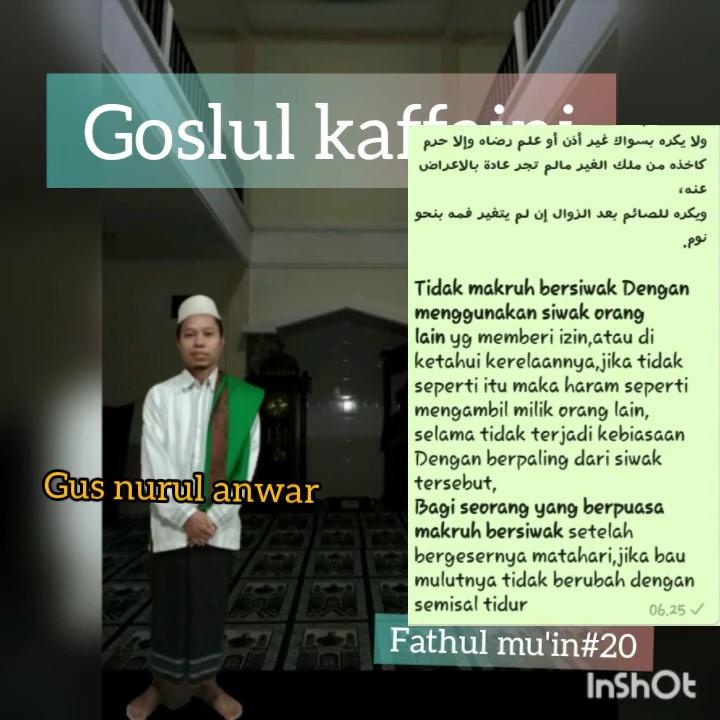 Goslul kaffaini
ولا يكره بسواك غير أذن أو علم رضاه وإلا حرم
كاخذه من ملك الغير مالم تجر عادة بالاعراض
عنه،
ويكره للصائم بعد الزوال إن لم يتغير فمه بنحو
نوم.
Tidak makruh bersiwak Dengan
menggunakan siwak orang
lain yg memberi izin,atau di
ketahui kerelaannya,jika tidak
seperti itu maka haram seperti
mengambil milik orang lain,
selama tidak terjadi kebiasaan
Dengan berpaling dari siwak
tersebut,
Bagi seorang yang berpuasa
makruh bersiwak setelah
bergesernya matahari,jika bau
mulutnya tidak berubah dengan
semisal tidur
06.25
Gus nurul anwar
Fathul mu'in#20
InShOt